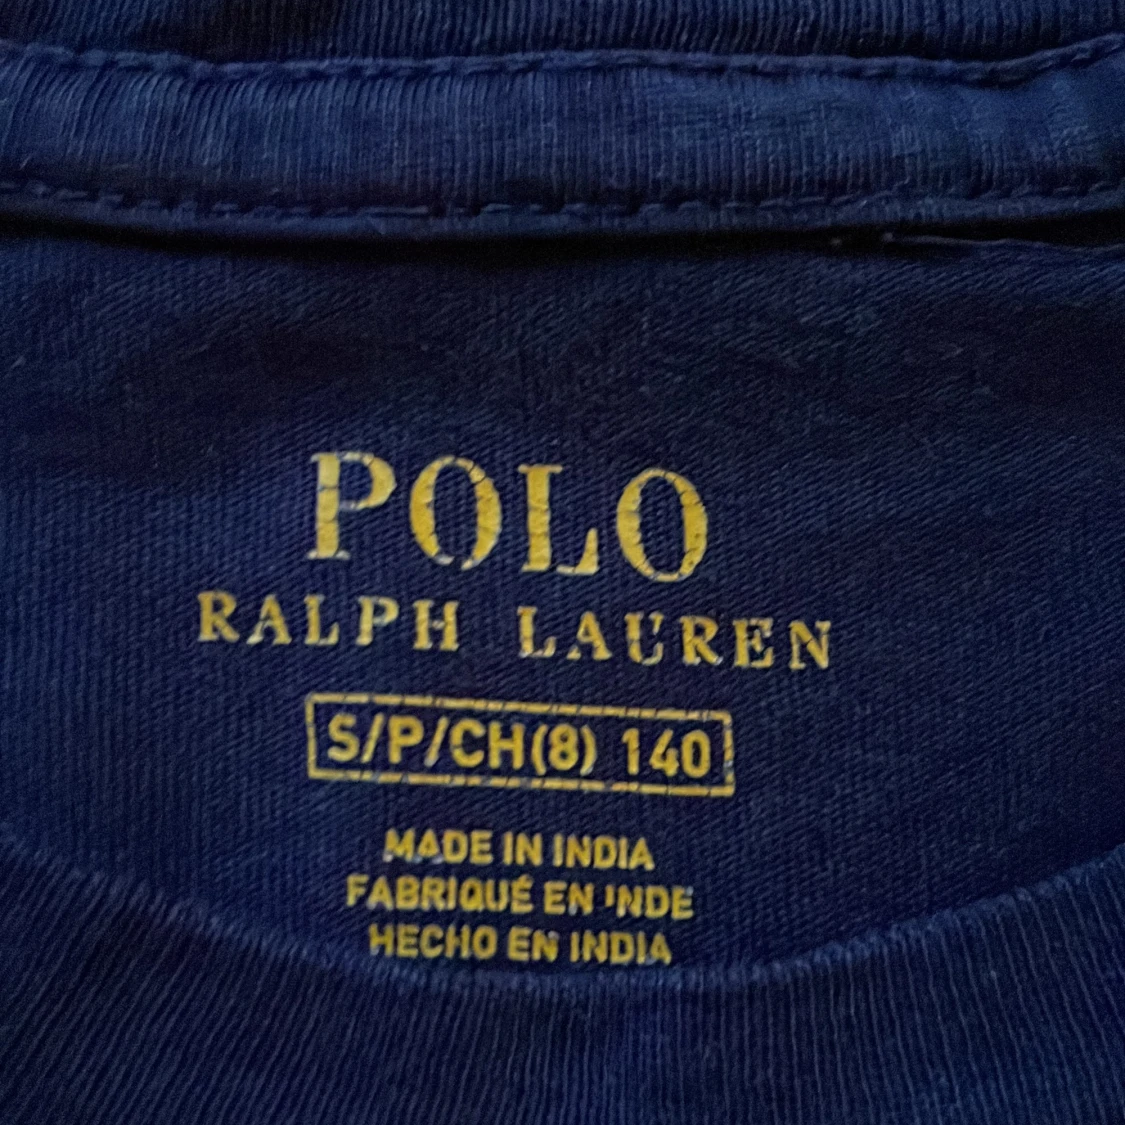 POLO
RALPH LAUREN
S/P/CH(8) 140
MADE IN INDIA
FABRIQUÉ EN INDE
HECHO EN INDIA